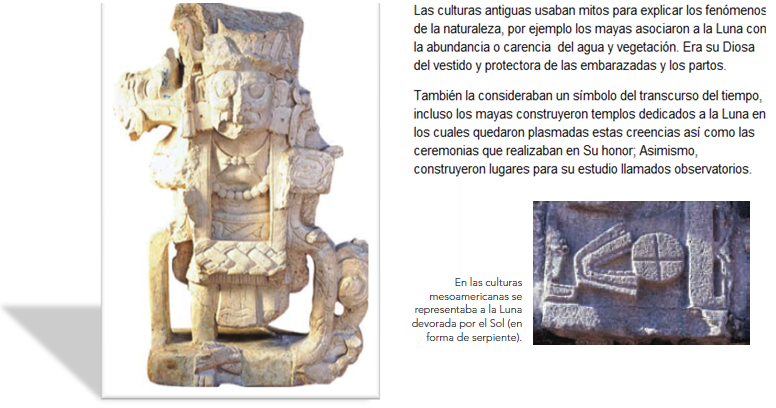 Las culturas antiguas usaban mitos para explicar los fenómenos
de la naturaleza, por ejemplo los mayas asociaron a la Luna con
la abundancia o carencia del agua y vegetación. Era su Diosa
del vestido y protectora de las embarazadas y los partos.
También la consideraban un símbolo del transcurso del tiempo,
incluso los mayas construyeron templos dedicados a la Luna en
los cuales quedaron plasmadas estas creencias así como las
ceremonias que realizaban en Su honor; Asimismo,
construyeron lugares para su estudio llamados observatorios.
En las culturas
mesoamericanas se
representaba a la Luna
devorada por el Sol (en
forma de serpiente).